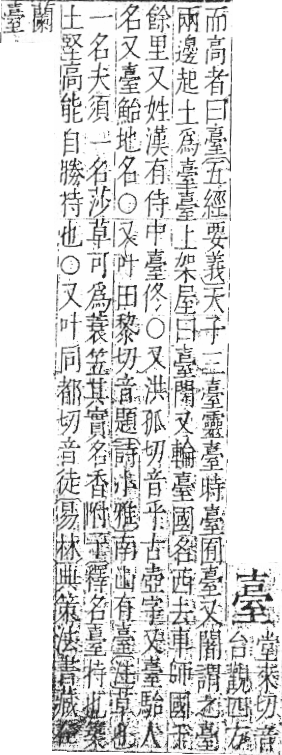 臺堂來切音台觀四方
而高者曰臺五經要義天子三臺靈臺時臺囿臺又闍謂之臺
兩邊起土爲臺臺上架屋曰臺門又輪臺國名西去車師國千
餘里又姓漢有侍中臺佟○又洪孤切音乎古壺字又臺駘人
名又臺鮐地名○又叶田黎切音題詩小雅南山有臺注草也
一名夫須一名莎草可爲蓑笠其實名香附子釋名臺持也築
土堅高能自勝持也○又叶同都切音徒易林典策法書藏在
蘭臺